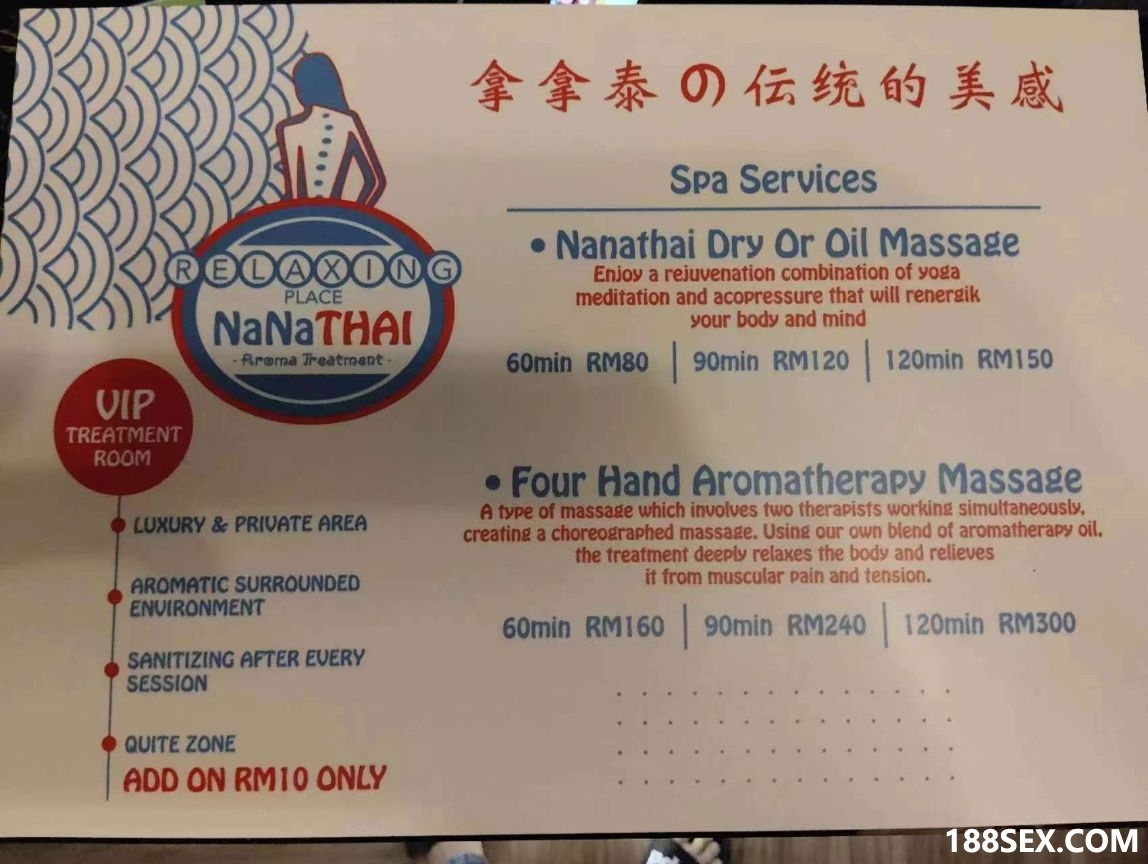 拿拿泰の伝统的美感
RELAXING
PLACE
NaNaTHAI
- Aroma Treatment -
VIP
TREATMENT
ROOM
LUXURY & PRIVATE AREA
AROMATIC SURROUNDED
ENVIRONMENT
SANITIZING AFTER EVERY
SESSION
QUITE ZONE
ADD ON RM10 ONLY
Spa Services
• Nanathai Dry Or Oil Massage
Enjoy a rejuvenation combination of yoga
meditation and acopressure that will renergik
your body and mind
60min RM80 | 90min RM120 | 120min RM150
• Four Hand Aromatherapy Massage
A type of massage which involves two therapists working simultaneously,
creating a choreographed massage. Using our own blend of aromatherapy oil,
the treatment deeply relaxes the body and relieves
it from muscular pain and tension.
60min RM160 | 90min RM240 | 120min RM300
188SEX.COM